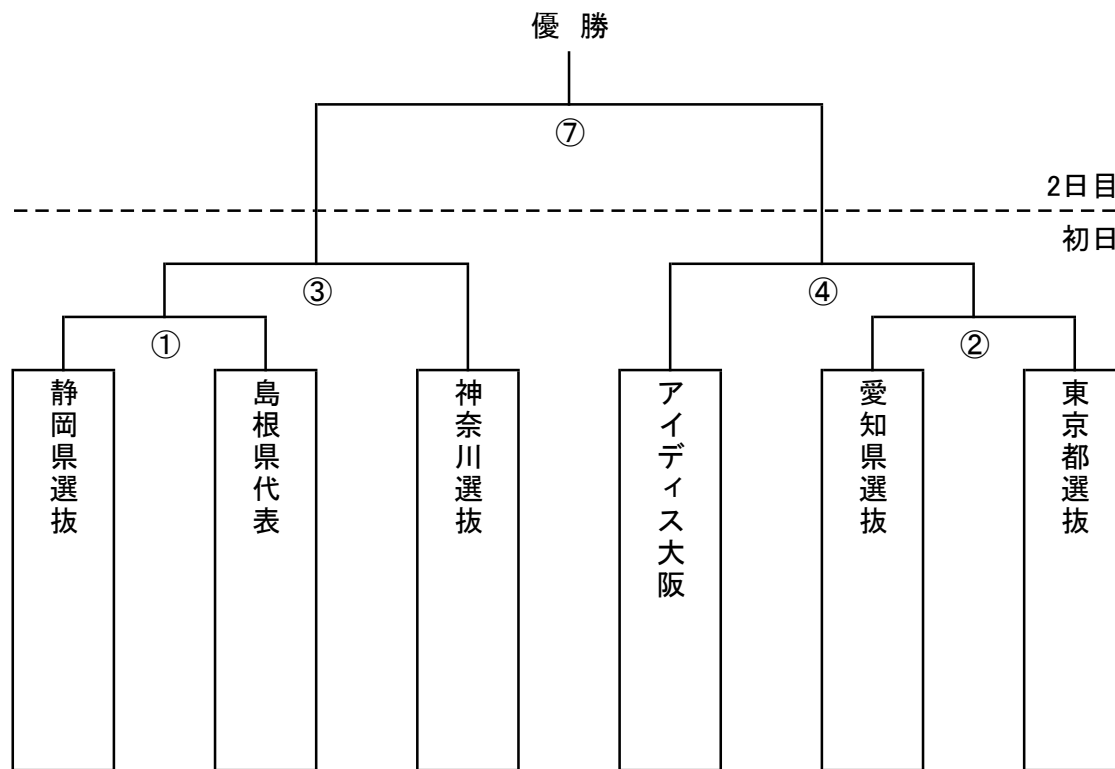 優 勝
⑦
2日目
初日
③
④
①
②
静岡県選抜
島根県代表
神奈川選抜
アイディス大阪
愛知県選抜
東京都選抜